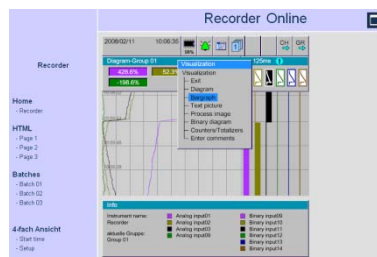 Recorder Online
Recorder
Home
- Recorder
HTML
- Page 1
- Page 2
- Page 3
Batches
- Batch 01
- Batch 02
- Batch 03
4-fach Ansicht
- Start time
- Setup
2008/02/11 10:08:35
CH GR
Diagram-Group 01 125ms
Visualization
428.6%
-198.6%
Visualization
Exit
Diagram
Bargraph
Text picture
Process image
Binary diagram
Counters/Totalizers
Enter comments
Info
Instrument name:
Recorder
aktuelle Gruppe:
Group 01
Analog input01
Analog input02
Analog input03
Analog input09
Binary input09
Binary input10
Binary input11
Binary input12
Binary input13
Binary input14